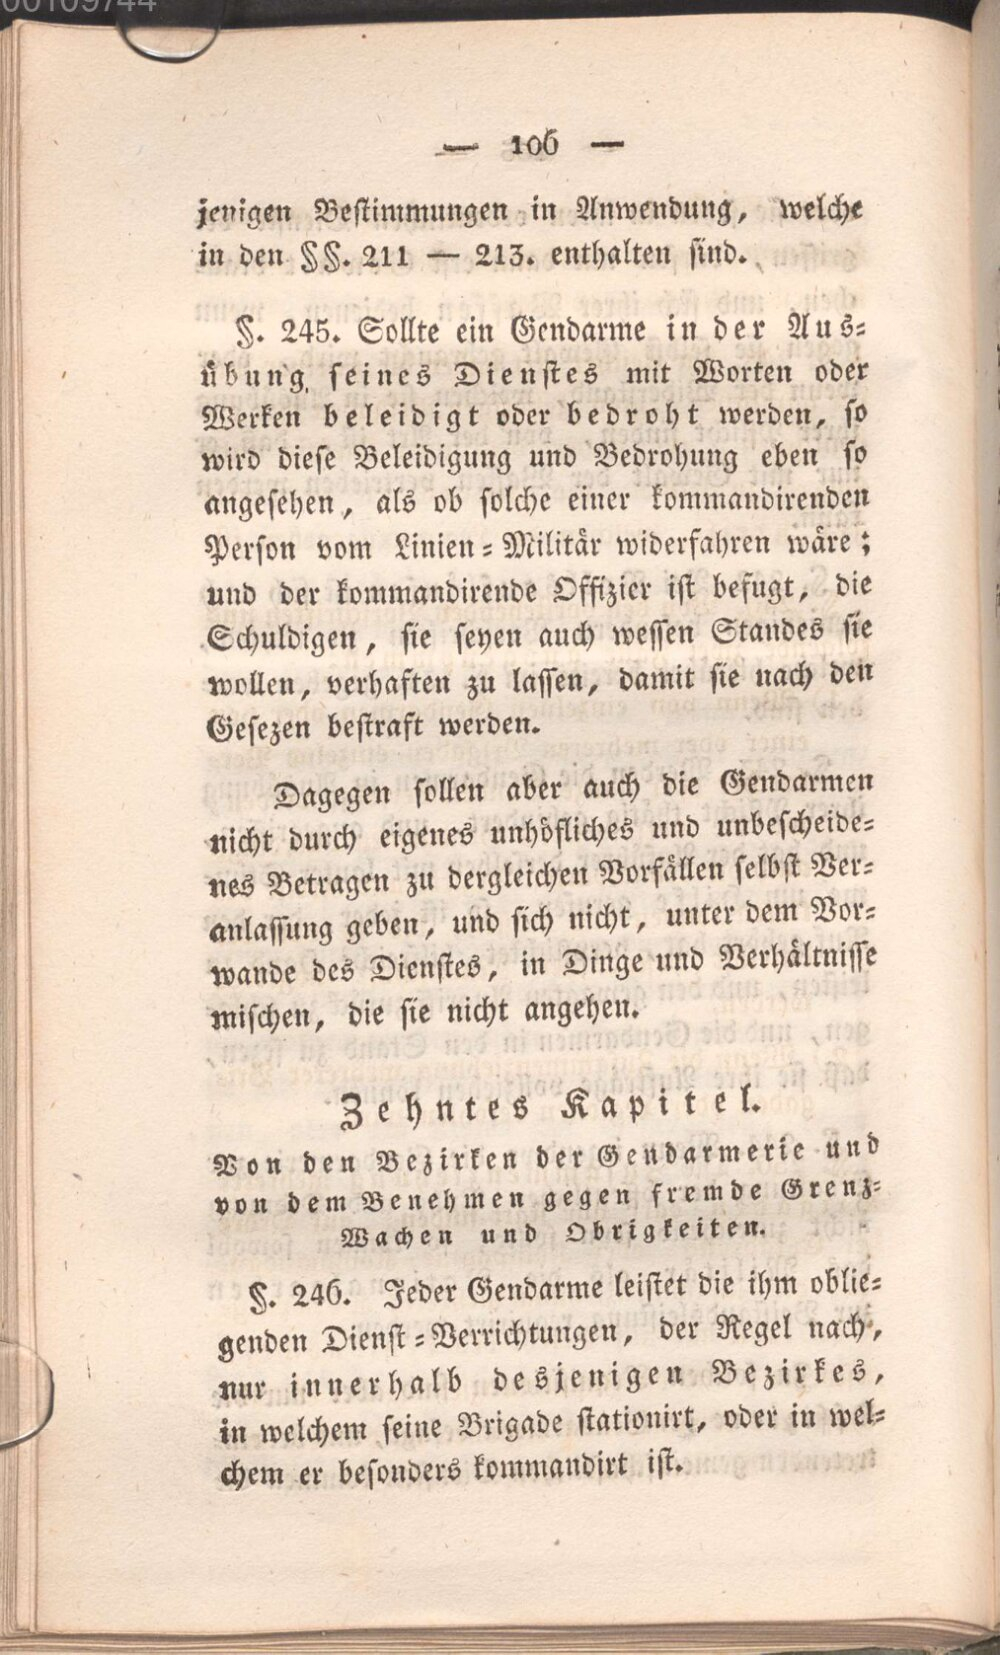 00109744
— 106 —
jenigen Bestimmungen in Anwendung, welche
in den §§. 211 — 213. enthalten sind.
§. 245. Sollte ein Gendarme in der Aus-
übung seines Dienstes mit Worten oder
Werken beleidigt oder bedroht werden, so
wird diese Beleidigung und Bedrohung eben so
angesehen, als ob solche einer kommandirenden
Person vom Linien-Militär widerfahren wäre;
und der kommandirende Offizier ist befugt, die
Schuldigen, sie seyen auch wessen Standes sie
wollen, verhaften zu lassen, damit sie nach den
Gesezen bestraft werden.
Dagegen sollen aber auch die Gendarmen
nicht durch eigenes unhöfliches und unbescheide-
nes Betragen zu dergleichen Vorfällen selbst Ver-
anlassung geben, und sich nicht, unter dem Vor-
wande des Dienstes, in Dinge und Verhältnisse
mischen, die sie nicht angehen.
Zehntes Kapitel.
Von den Bezirken der Gendarmerie und
von dem Benehmen gegen fremde Grenz-
Wachen und Obrigkeiten.
§. 246. Jeder Gendarme leistet die ihm oblie-
genden Dienst-Verrichtungen, der Regel nach,
nur innerhalb desjenigen Bezirkes,
in welchem seine Brigade stationirt, oder in wel-
chem er besonders kommandirt ist.